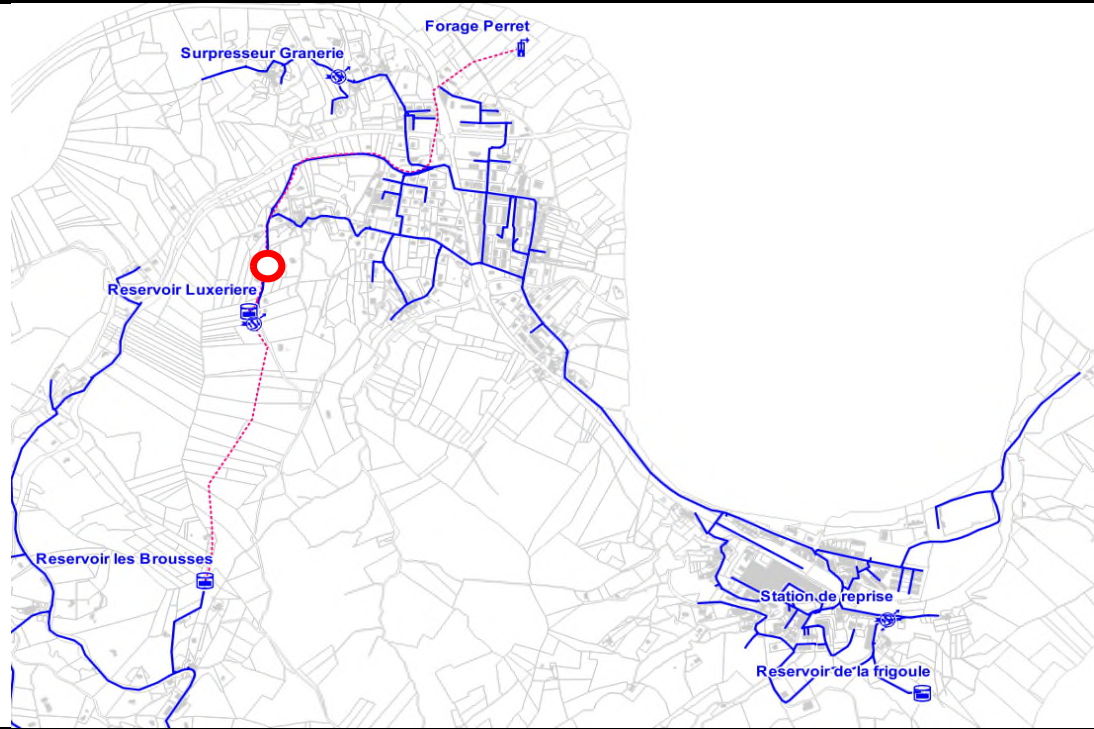 Forage Perret
Surpresseur Granerie
Reservoir Luxeriere
Reservoir les Brousses
Station de reprise
Reservoir de la frigoule